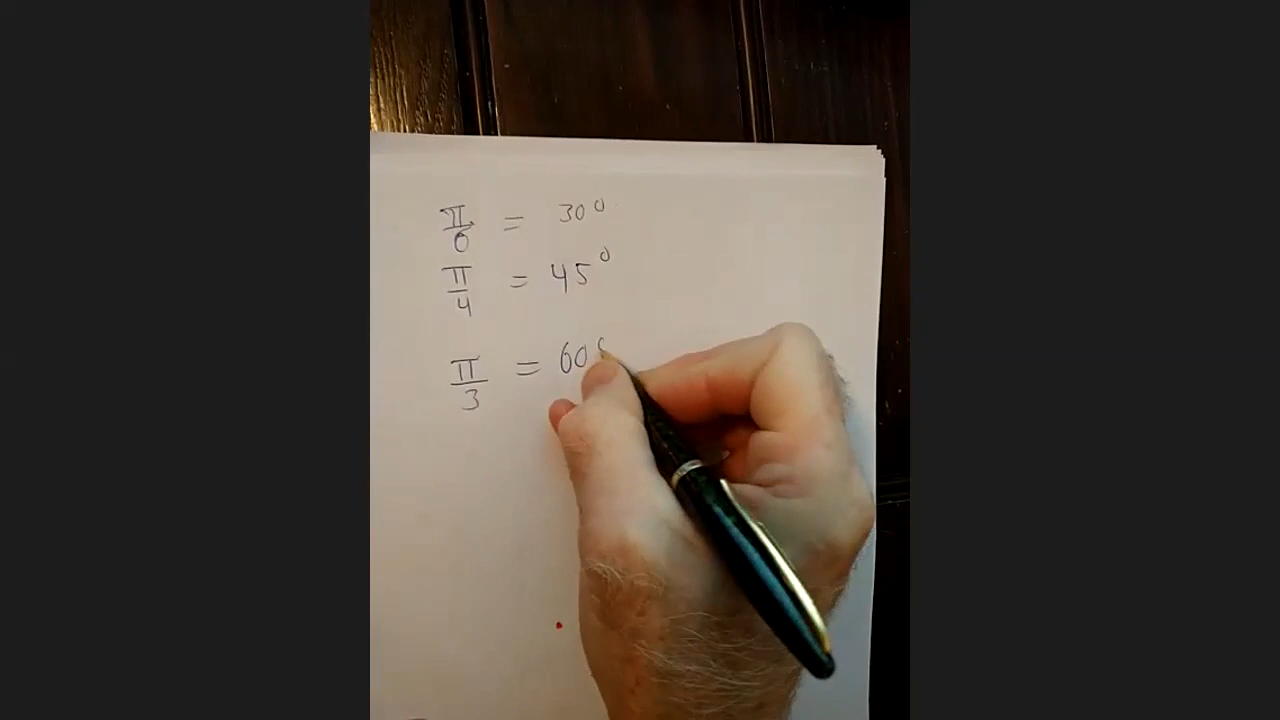 π/6 = 30°
π/4 = 45°
π/3 = 60°